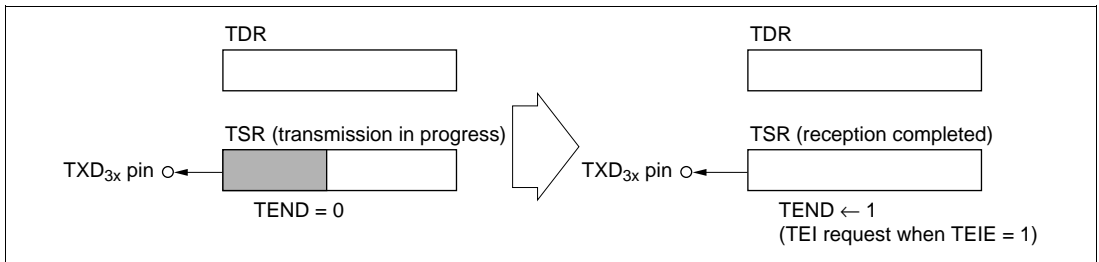 TDR
TSR (transmission in progress)
TXD3x pin
TEND = 0
TDR
TSR (reception completed)
TXD3x pin
TEND ← 1
(TEI request when TEIE = 1)